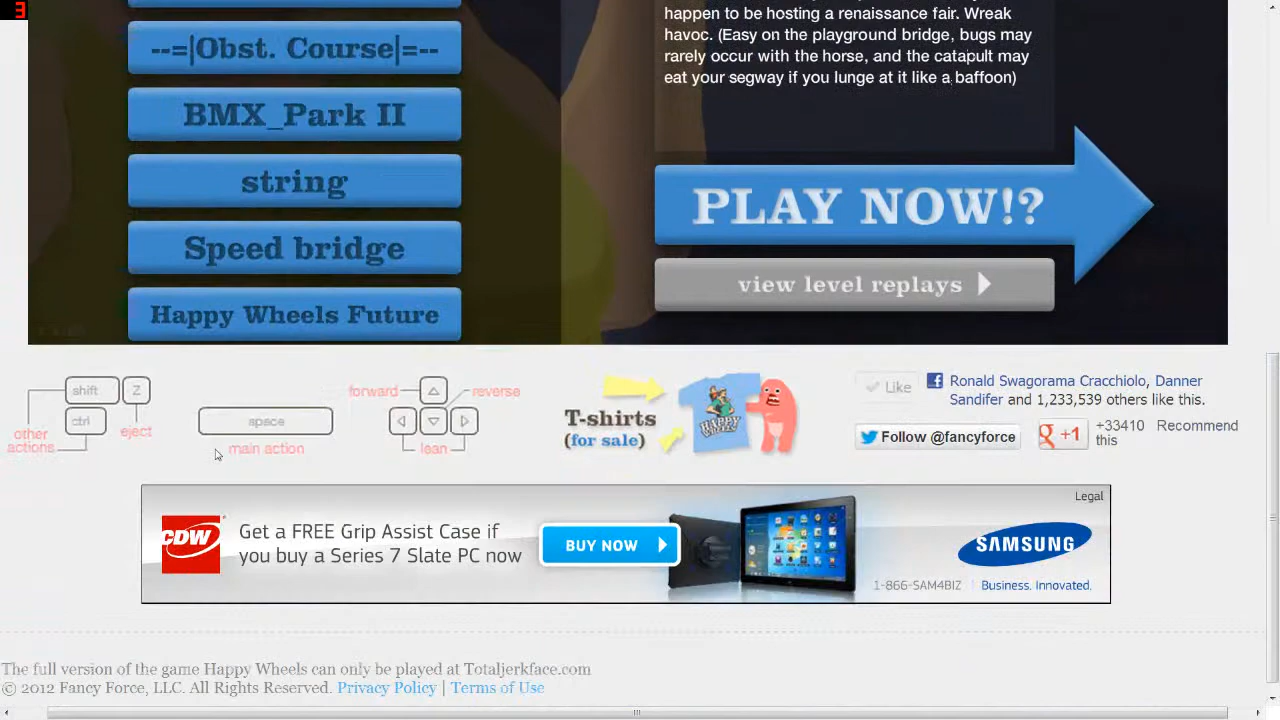 3
happen to be hosting a renaissance fair. Wreak
havoc. (Easy on the playground bridge, bugs may
rarely occur with the horse, and the catapult may
eat your segway if you lunge at it like a baffoon)
--=|Obst. Course|=--
BMX_Park II
string
Speed bridge
Happy Wheels Future
PLAY NOW!?
view level replays
shift
Z
ctrl
other
actions
eject
space
main action
forward
reverse
lean
T-shirts
(for sale)
HAPPY
WHEELS
Like
Ronald Swagorama Cracchiolo, Danner
Sandifer and 1,233,539 others like this.
Follow @fancyforce
g +1
+33410 Recommend
this
Legal
CDW
Get a FREE Grip Assist Case if
you buy a Series 7 Slate PC now
BUY NOW
SAMSUNG
1-866-SAM4BIZ | Business. Innovated.
The full version of the game Happy Wheels can only be played at Totaljerkface.com
© 2012 Fancy Force, LLC. All Rights Reserved. Privacy Policy | Terms of Use